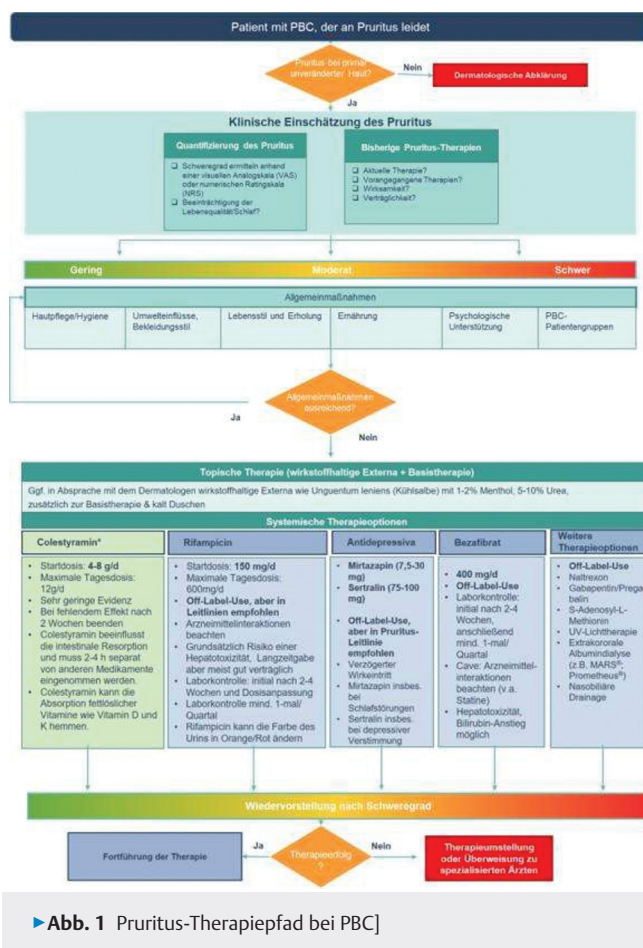 Patient mit PBC, der an Pruritus leidet
Pruritus bei primär
unveränderter Haut?
Nein
Dermatologische Abklärung
Ja
Klinische Einschätzung des Pruritus
Quantifizierung des Pruritus
❑ Schweregrad ermitteln anhand
einer visuellen Analogskala (VAS)
oder numerischen Ratingskala
(NRS)
❑ Beeinträchtigung der
Lebensqualität/Schlaf?
Bisherige Pruritus-Therapien
❑ Aktuelle Therapie?
❑ Vorangegangene Therapien?
❑ Wirksamkeit?
❑ Verträglichkeit?
Gering
Moderat
Schwer
Allgemeinmaßnahmen
Hautpflege/Hygiene
Umwelteinflüsse,
Bekleidungsstil
Lebensstil und Erholung
Ernährung
Psychologische
Unterstützung
PBC-
Patientengruppen
Allgemeinmaßnahmen
ausreichend?
Ja
Nein
Topische Therapie (wirkstoffhaltige Externa + Basistherapie)
Ggf. in Absprache mit dem Dermatologen wirkstoffhaltige Externa wie Unguentum leniens (Kühlsalbe) mit 1-2% Menthol, 5-10% Urea,
zusätzlich zur Basistherapie & kalt Duschen
Systemische Therapieoptionen
Colestyramin*
• Startdosis: 4-8 g/d
• Maximale Tagesdosis:
12g/d
• Sehr geringe Evidenz
• Bei fehlendem Effekt nach
2 Wochen beenden
• Colestyramin beeinflusst
die intestinale Resorption
und muss 2-4 h separat
von anderen Medikamente
eingenommen werden.
• Colestyramin kann die
Absorption fettlöslicher
Vitamine wie Vitamin D und
K hemmen.
Rifampicin
• Startdosis: 150 mg/d
• Maximale Tagesdosis:
600mg/d
• Off-Label-Use, aber in
Leitlinien empfohlen
• Arzneimittelinteraktionen
beachten
• Grundsätzlich Risiko einer
Hepatotoxizität, Langzeitgabe
aber meist gut verträglich
• Laborkontrolle: initial nach 2-4
Wochen und Dosisanpassung
• Laborkontrolle mind. 1-mal/
Quartal
• Rifampicin kann die Farbe des
Urins in Orange/Rot ändern
Antidepressiva
• Mirtazapin (7,5-30
mg)
• Sertralin (75-100
mg)
• Off-Label-Use,
aber in Pruritus-
Leitlinie
empfohlen
• Verzögerter
Wirkeintritt
• Mirtazapin insbes.
bei
Schlafstörungen
• Sertralin insbes.
bei depressiver
Verstimmung
Bezafibrat
• 400 mg/d
• Off-Label-Use
• Laborkontrolle:
initial nach 2-4
Wochen,
anschließend
mind. 1-mal/
Quartal
• Cave: Arzneimittel-
interaktionen
beachten (v.a.
Statine)
• Hepatotoxizität,
Bilirubin-Anstieg
möglich
Weitere
Therapieoptionen
• Off-Label-Use
• Naltrexon
• Gabapentin/Prega
balin
• S-Adenosyl-L-
Methionin
• UV-Lichttherapie
• Extrakororale
Albumindialyse
(z.B. MARS®;
Prometheus®)
• Nasobiliäre
Drainage
Wiedervorstellung nach Schweregrad
Fortführung der Therapie
Ja
Therapieerfolg
?
Nein
Therapieumstellung
oder Überweisung zu
spezialisierten Ärzten
▶Abb. 1 Pruritus-Therapiepfad bei PBC]